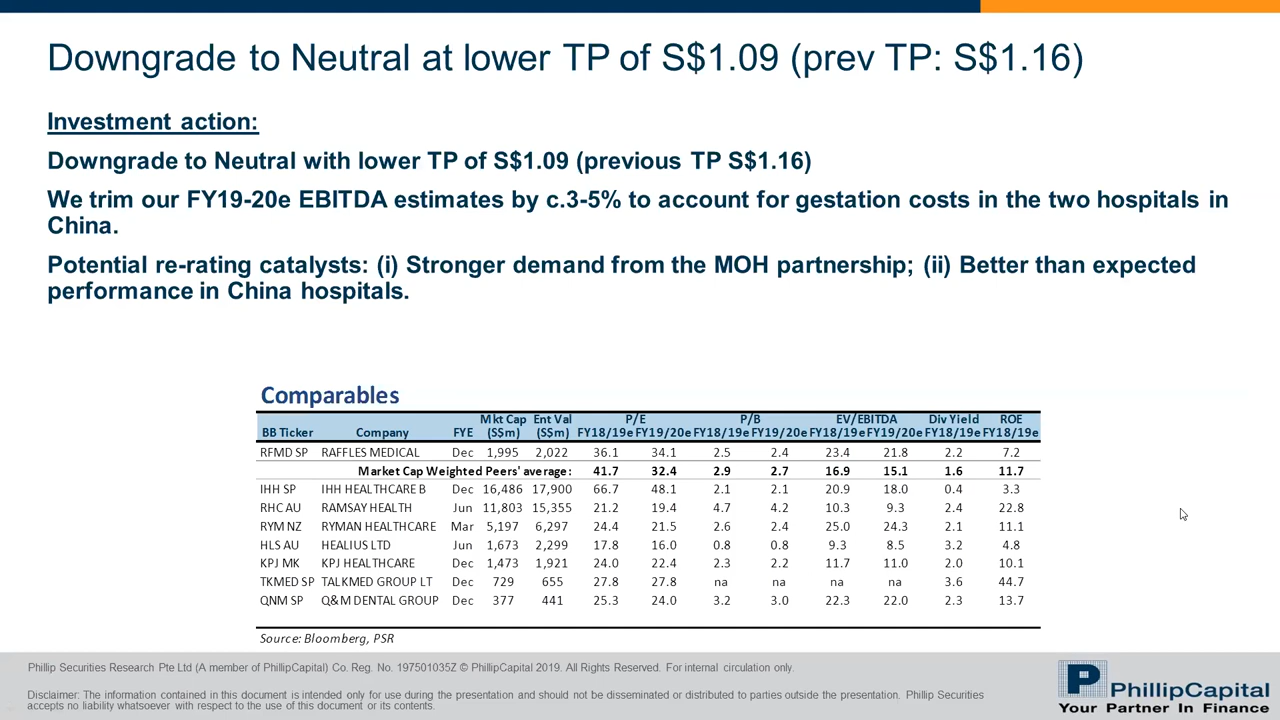 Downgrade to Neutral at lower TP of S$1.09 (prev TP: S$1.16)
Investment action:
Downgrade to Neutral with lower TP of S$1.09 (previous TP S$1.16)
We trim our FY19-20e EBITDA estimates by c.3-5% to account for gestation costs in the two hospitals in
China.
Potential re-rating catalysts: (i) Stronger demand from the MOH partnership; (ii) Better than expected
performance in China hospitals.
Comparables
Mkt Cap Ent Val P/E P/B EV/EBITDA Div Yield ROE
BB Ticker Company FYE (S$m) (S$m) FY18/19e FY19/20e FY18/19e FY19/20e FY18/19e FY19/20e FY18/19e FY18/19e
RFMD SP RAFFLES MEDICAL Dec 1,995 2,022 36.1 34.1 2.5 2.4 23.4 21.8 2.2 7.2
Market Cap Weighted Peers' average: 41.7 32.4 2.9 2.7 16.9 15.1 1.6 11.7
IHH SP IHH HEALTHCARE B Dec 16,486 17,900 66.7 48.1 2.1 2.1 20.9 18.0 0.4 3.3
RHC AU RAMSAY HEALTH Jun 11,803 15,355 21.2 19.4 4.7 4.2 10.3 9.3 2.4 22.8
RYM NZ RYMAN HEALTHCARE Mar 5,197 6,297 24.4 21.5 2.6 2.4 25.0 24.3 2.1 11.1
HLS AU HEALIUS LTD Jun 1,673 2,299 17.8 16.0 0.8 0.8 9.3 8.5 3.2 4.8
KPJ MK KPJ HEALTHCARE Dec 1,473 1,921 24.0 22.4 2.3 2.2 11.7 11.0 2.0 10.1
TKMED SP TALKMED GROUP LT Dec 729 655 27.8 27.8 na na na na 3.6 44.7
QNM SP Q&M DENTAL GROUP Dec 377 441 25.3 24.0 3.2 3.0 22.3 22.0 2.3 13.7
Source: Bloomberg, PSR
Phillip Securities Research Pte Ltd (A member of PhillipCapital) Co. Reg. No. 197501035Z © PhillipCapital 2019. All Rights Reserved. For internal circulation only.
Disclaimer: The information contained in this document is intended only for use during the presentation and should not be disseminated or distributed to parties outside the presentation. Phillip Securities
accepts no liability whatsoever with respect to the use of this document or its contents.
P PhillipCapital
Your Partner In Finance